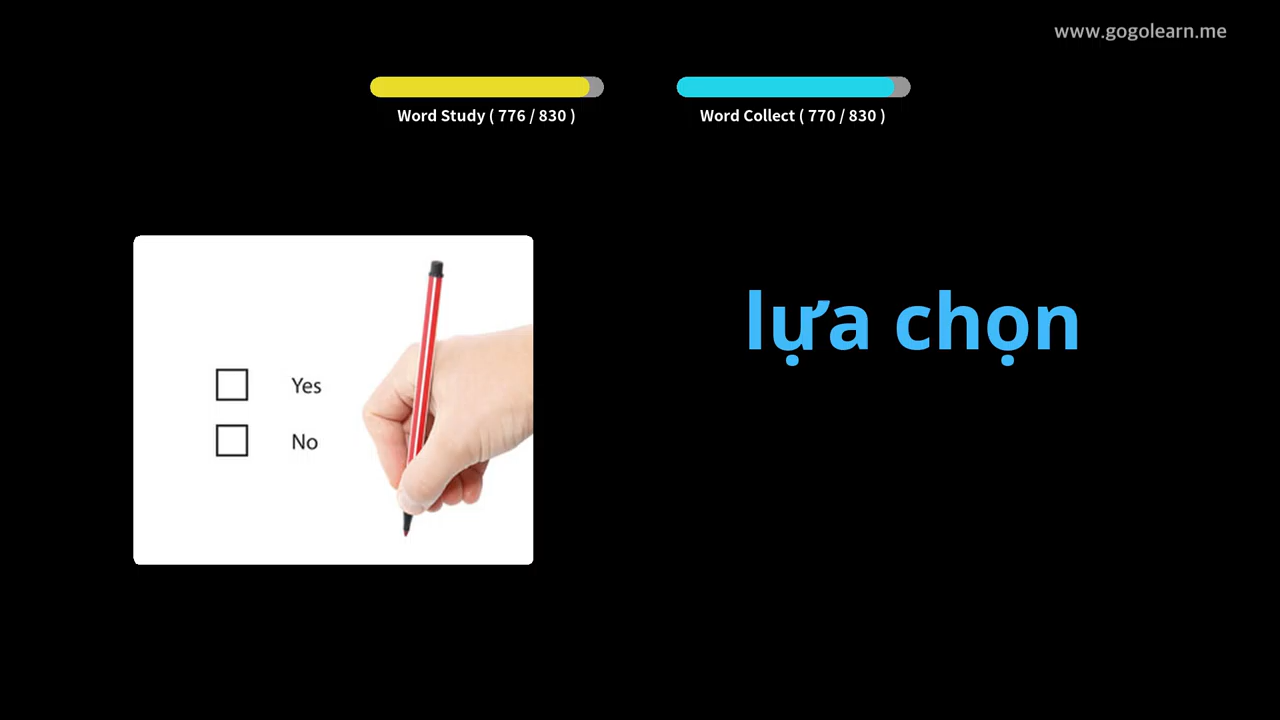 www.gogolearn.me
Word Study ( 776 / 830 )
Word Collect ( 770 / 830 )
lựa chọn
Yes
No